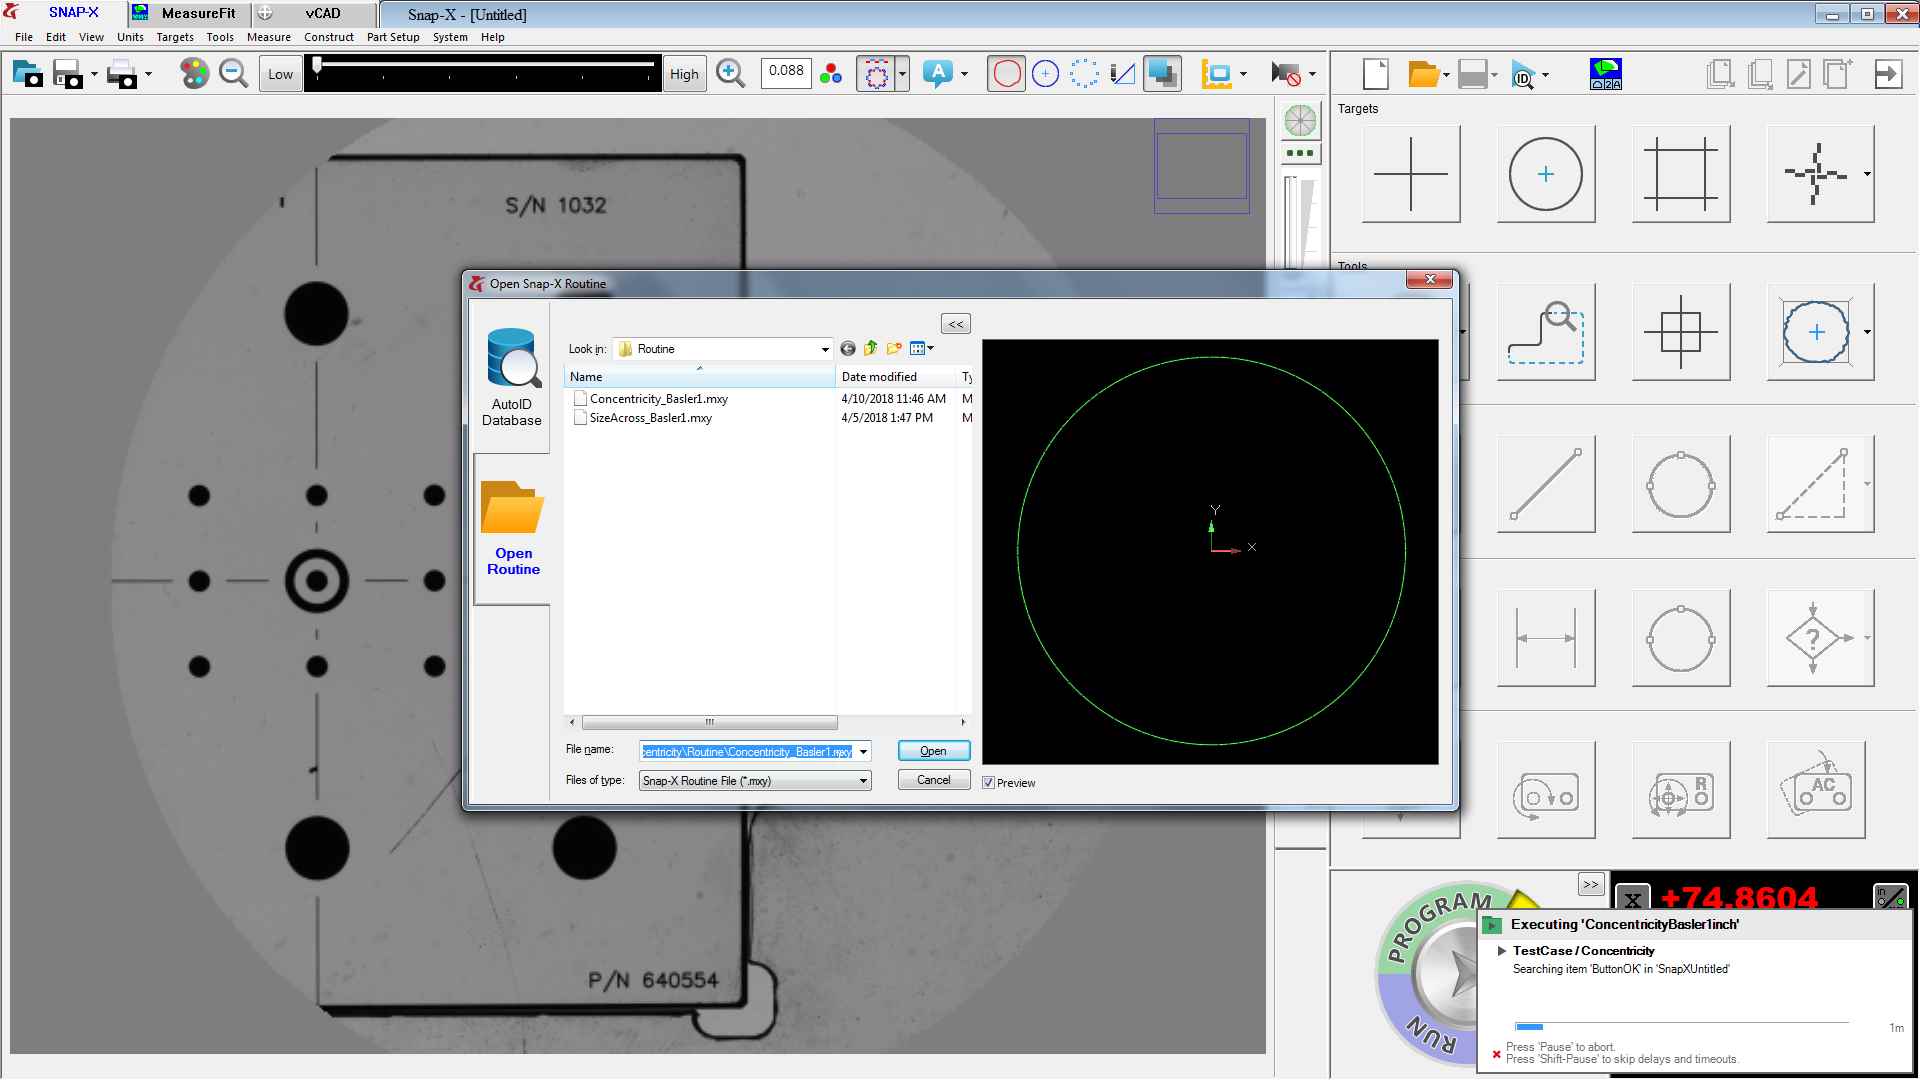 SNAP-X
MeasureFit
vCAD
Snap-X - [Untitled]
File Edit View Units Targets Tools Measure Construct Part Setup System Help
Low
High
0.088
A
ID
Targets
S/N 1032
Tools
Open Snap-X Routine
<<
AutoID
Database
Look in: Routine
Name Date modified Ty
Concentricity_Basler1.mxy 4/10/2018 11:46 AM M
SizeAcross_Basler1.mxy 4/5/2018 1:47 PM M
Open
Routine
Y
X
File name: centricity\Routine\Concentricity_Basler1.mxy Open
Files of type: Snap-X Routine File (*.mxy) Cancel
Preview
?
R
AC
P/N 640554
PROGRAM
RUN
>>
X +74.8604
in
Executing 'ConcentricityBasler1inch'
TestCase / Concentricity
Searching item 'ButtonOK' in 'SnapXUntitled'
1m
Press 'Pause' to abort.
Press 'Shift-Pause' to skip delays and timeouts.